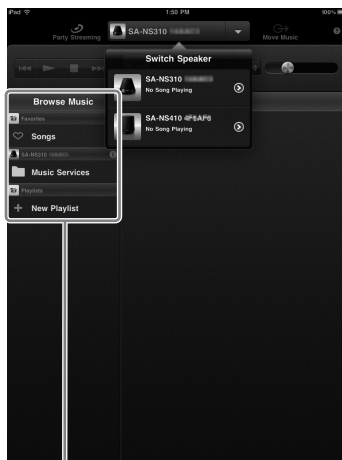 iPad
1:50 PM
100%
Party Streaming
SA-NS310
Move Music
Switch Speaker
SA-NS310
No Song Playing
SA-NS410 4F6AF6
No Song Playing
Browse Music
Favorites
Songs
SA-NS310
Music Services
Playlists
New Playlist